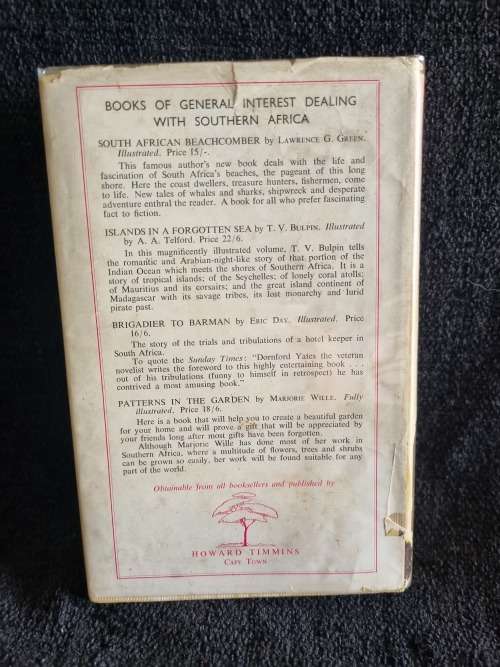 BOOKS OF GENERAL INTEREST DEALING
WITH SOUTHERN AFRICA
SOUTH AFRICAN BEACHCOMBER by LAWRENCE G. GREEN.
Illustrated. Price 15/-.
This famous author's new book deals with the life and
fascination of South Africa's beaches, the pageant of this long
shore. Here the coast dwellers, treasure hunters, fishermen, come
to life. New tales of whales and sharks, shipwreck and desperate
adventure enthral the reader. A book for all who prefer fascinating
fact to fiction.
ISLANDS IN A FORGOTTEN SEA by T. V. BULPIN. Illustrated
by A. A. Telford. Price 22/6.
In this magnificently illustrated volume, T. V. Bulpin tells
the romantic and Arabian-night-like story of that portion of the
Indian Ocean which meets the shores of Southern Africa. It is a
story of tropical islands; of the Seychelles; of lonely coral atolls;
of Mauritius and its corsairs; and the great island continent of
Madagascar with its savage tribes, its lost monarchy and lurid
pirate past.
BRIGADIER TO BARMAN by ERIC DAY. Illustrated. Price
16/6.
The story of the trials and tribulations of a hotel keeper in
South Africa.
To quote the Sunday Times: "Dornford Yates the veteran
novelist writes the foreword to this highly entertaining book . . .
out of his tribulations (funny to himself in retrospect) he has
contrived a most amusing book."
PATTERNS IN THE GARDEN by MARJORIE WILLE. Fully
illustrated. Price 18/6.
Here is a book that will help you to create a beautiful garden
for your home and will prove a gift that will be appreciated by
your friends long after most gifts have been forgotten.
Although Marjorie Wille has done most of her work in
Southern Africa, where a multitude of flowers, trees and shrubs
can be grown so easily, her work will be found suitable for any
part of the world.
Obtainable from all booksellers and published by
HOWARD TIMMINS
CAPE TOWN